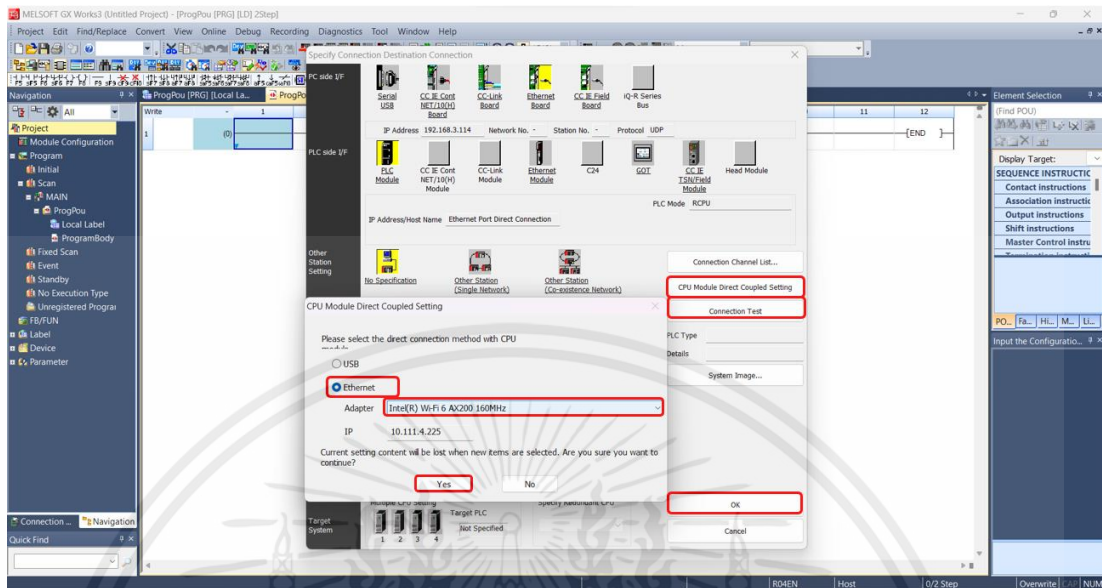 MELSOFT GX Works3 (Untitled Project) - [ProgPou [PRG] [LD] 2Step]
Project Edit Find/Replace Convert View Online Debug Recording Diagnostics Tool Window Help
Navigation
All
Project
Module Configuration
Program
Initial
Scan
MAIN
ProgPou
Local Label
ProgramBody
Fixed Scan
Event
Standby
No Execution Type
Unregistered Progra
FB/FUN
Label
Device
Parameter
Connection ... Navigation
Quick Find
ProgPou [PRG] [Local La...
Write 1
1 (0)
11 12
[END ]
Specify Connection Destination Connection
PC side I/F
Serial USB
CC IE Cont NET/10(H) Board
CC-Link Board
Ethernet Board
CC IE Field Board
iQ-R Series Bus
IP Address 192.168.3.114 Network No. - Station No. - Protocol UDP
PLC side I/F
PLC Module
CC IE Cont NET/10(H) Module
CC-Link Module
Ethernet Module
C24
GOT
CC IE TSN/Field Module
Head Module
PLC Mode RCPU
IP Address/Host Name Ethernet Port Direct Connection
Other Station Setting
No Specification
Other Station (Single Network)
Other Station (Co-existence Network)
Connection Channel List...
CPU Module Direct Coupled Setting
Connection Test
PLC Type
Details
System Image...
OK
Cancel
CPU Module Direct Coupled Setting
Please select the direct connection method with CPU
USB
Ethernet
Adapter Intel(R) Wi-Fi 6 AX200 160MHz
IP 10.111.4.225
Current setting content will be lost when new items are selected. Are you sure you want to
continue?
Yes No
Target System
Target PLC
Not Specified
1 2 3 4
Element Selection
(Find POU)
Display Target:
SEQUENCE INSTRUCTIC
Contact instructions
Association instructic
Output instructions
Shift instructions
Master Control instru
PO... Fa... Hi... M... Li...
Input the Configuratio...
R04EN Host 0/2 Step Overwrite CAP NUM